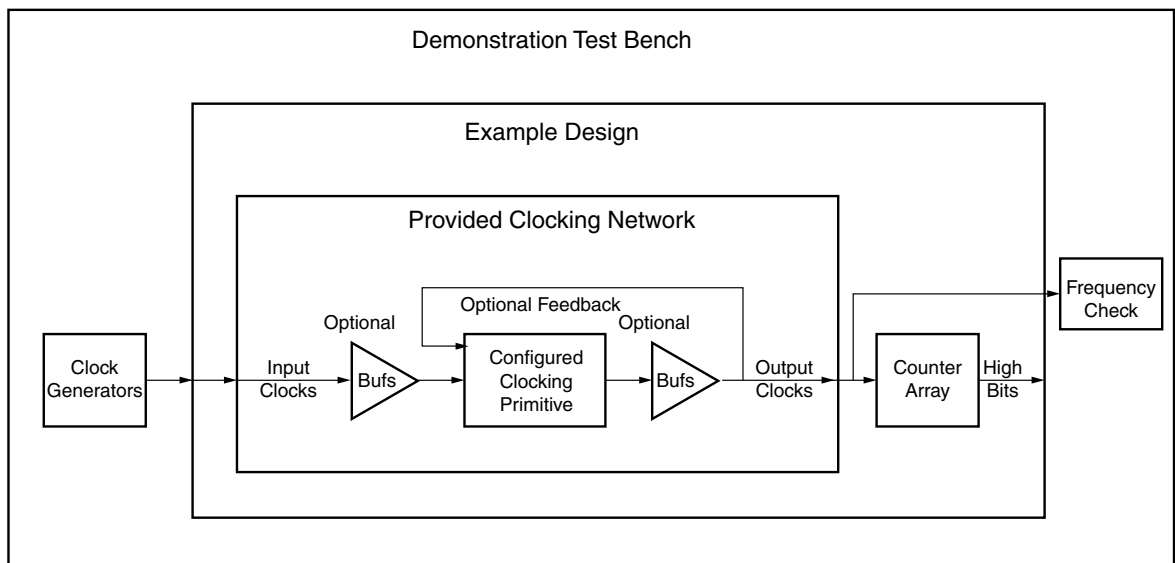 Demonstration Test Bench
Example Design
Provided Clocking Network
Frequency
Check
Optional Feedback
Optional
Optional
Clock
Generators
Input
Clocks
Bufs
Configured
Clocking
Primitive
Bufs
Output
Clocks
Counter
Array
High
Bits